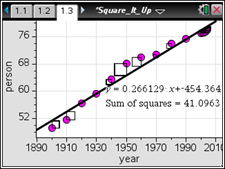 1.1 1.2 1.3 *Square_It_Up
person
76
68
60
52
y = 0.266129· x+-454.364
Sum of squares = 41.0963
1890 1910 1930 1950 1970 1990 2010
year